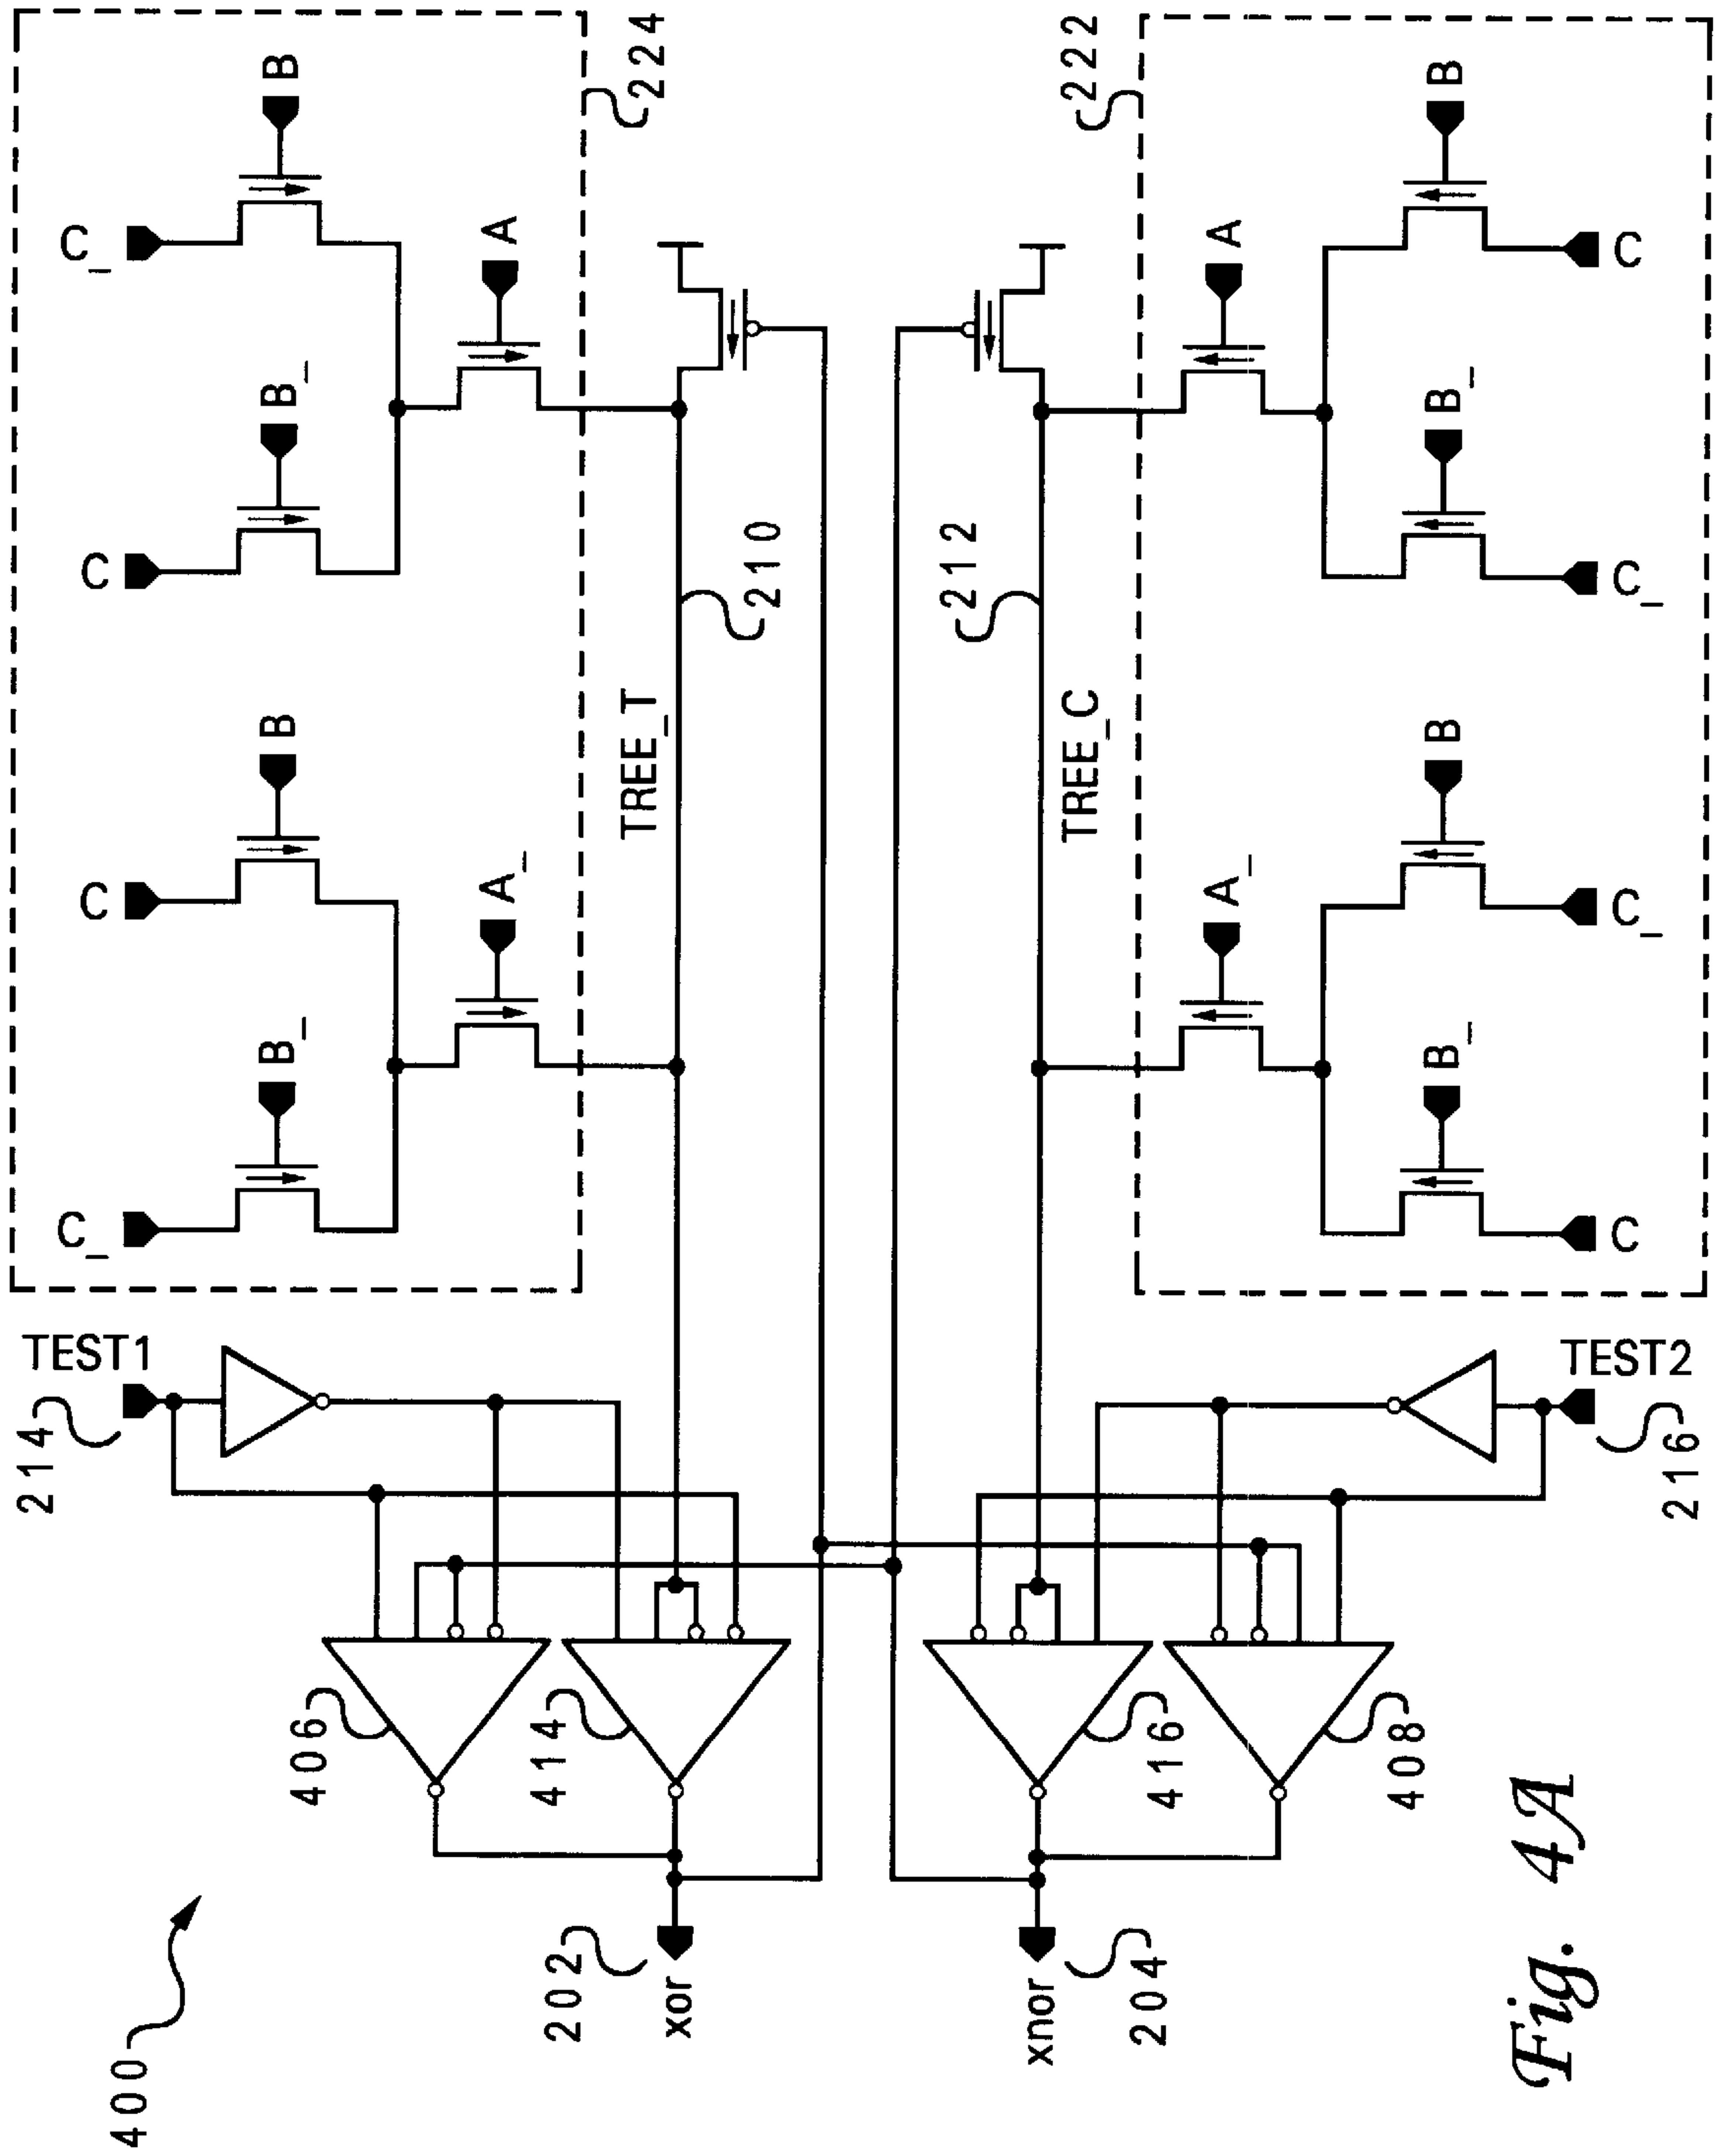 C_
B
224
222
B
C
A
A
C
B_
B_
C_
210
212
TREE_T
TREE_C
C
B
B
C_
A_
A_
C_
B_
B_
C
TEST1
TEST2
214
216
406
414
416
408
202
xor
xnor
204
400
Fig. 4A